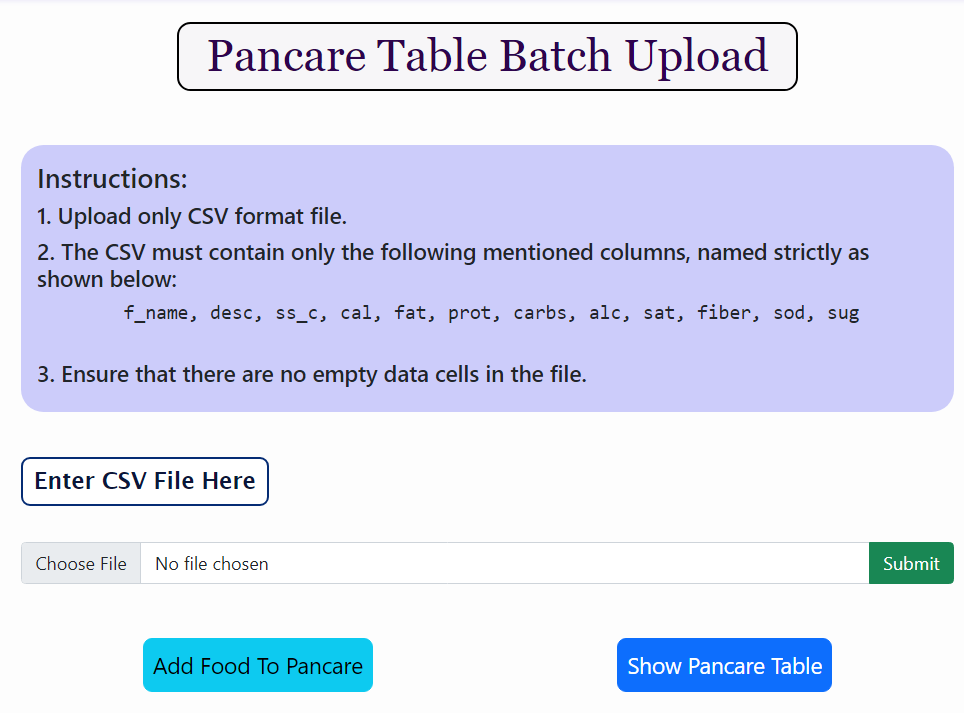 Pancare Table Batch Upload
Instructions:
1. Upload only CSV format file.
2. The CSV must contain only the following mentioned columns, named strictly as
shown below:
f_name, desc, ss_c, cal, fat, prot, carbs, alc, sat, fiber, sod, sug
3. Ensure that there are no empty data cells in the file.
Enter CSV File Here
Choose File No file chosen Submit
Add Food To Pancare Show Pancare Table